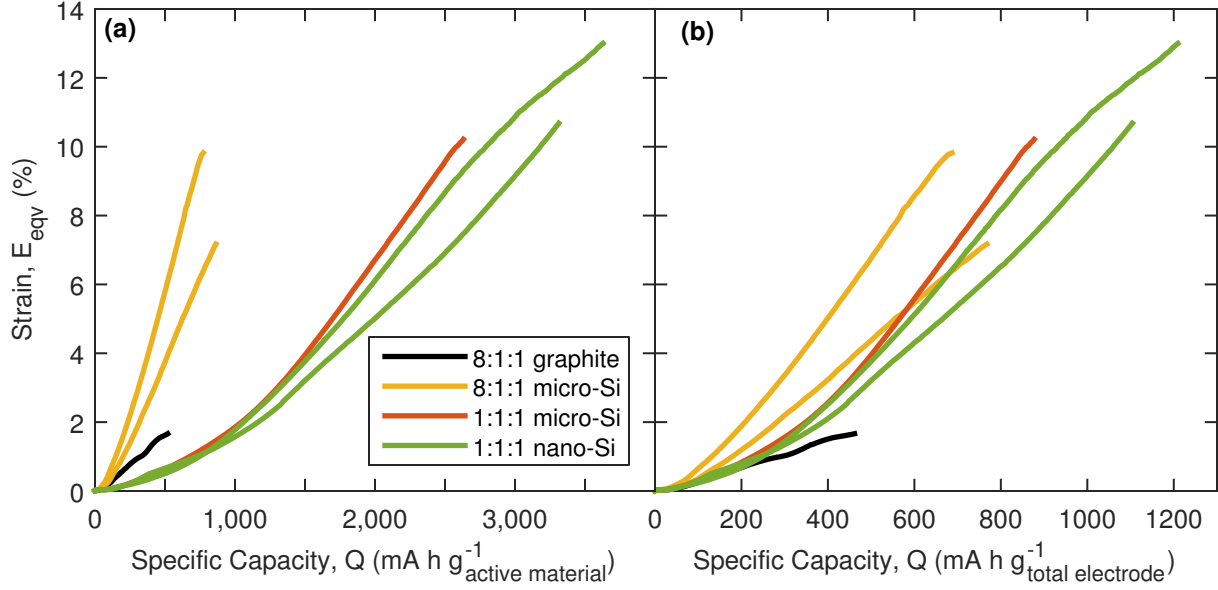 (a)
(b)
14
12
10
8
6
4
2
0
Strain, E_eqv (%)
8:1:1 graphite
8:1:1 micro-Si
1:1:1 micro-Si
1:1:1 nano-Si
0 1,000 2,000 3,000
0 200 400 600 800 1000 1200
Specific Capacity, Q (mA h g^-1_active material)
Specific Capacity, Q (mA h g^-1_total electrode)